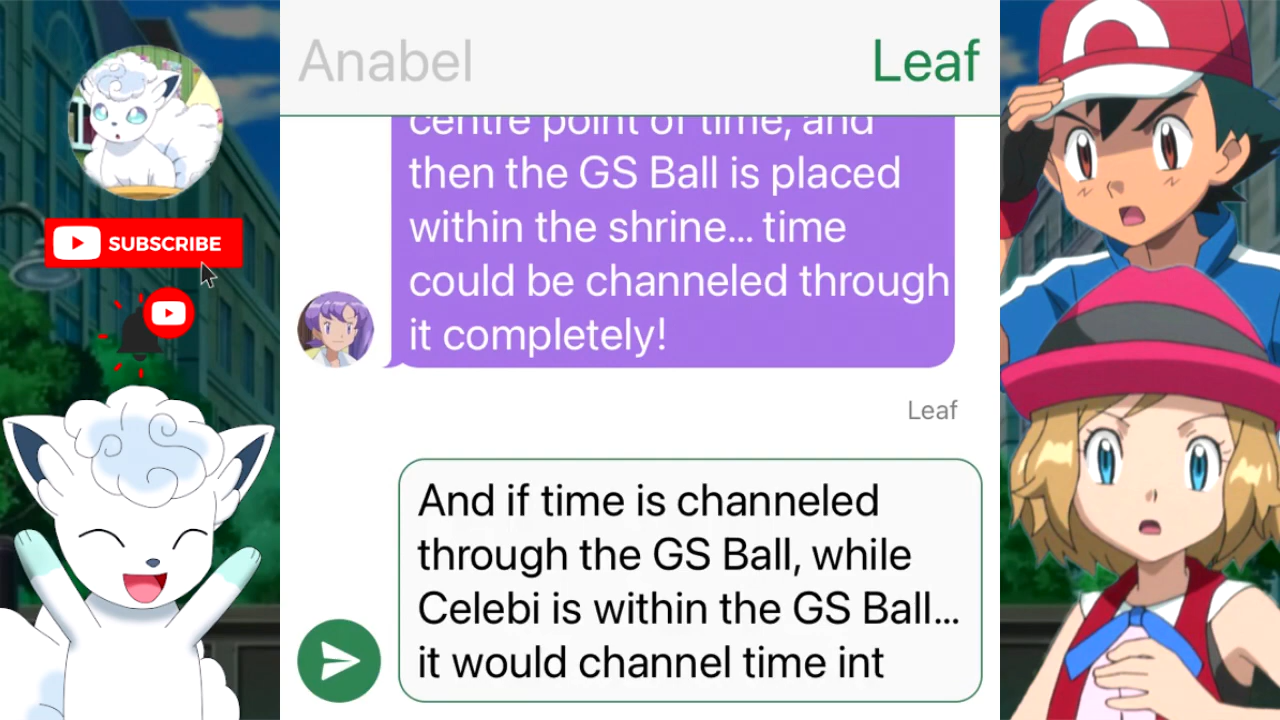 Anabel
Leaf
centre point of time, and
then the GS Ball is placed
within the shrine... time
could be channeled through
it completely!
SUBSCRIBE
Leaf
And if time is channeled
through the GS Ball, while
Celebi is within the GS Ball...
it would channel time int